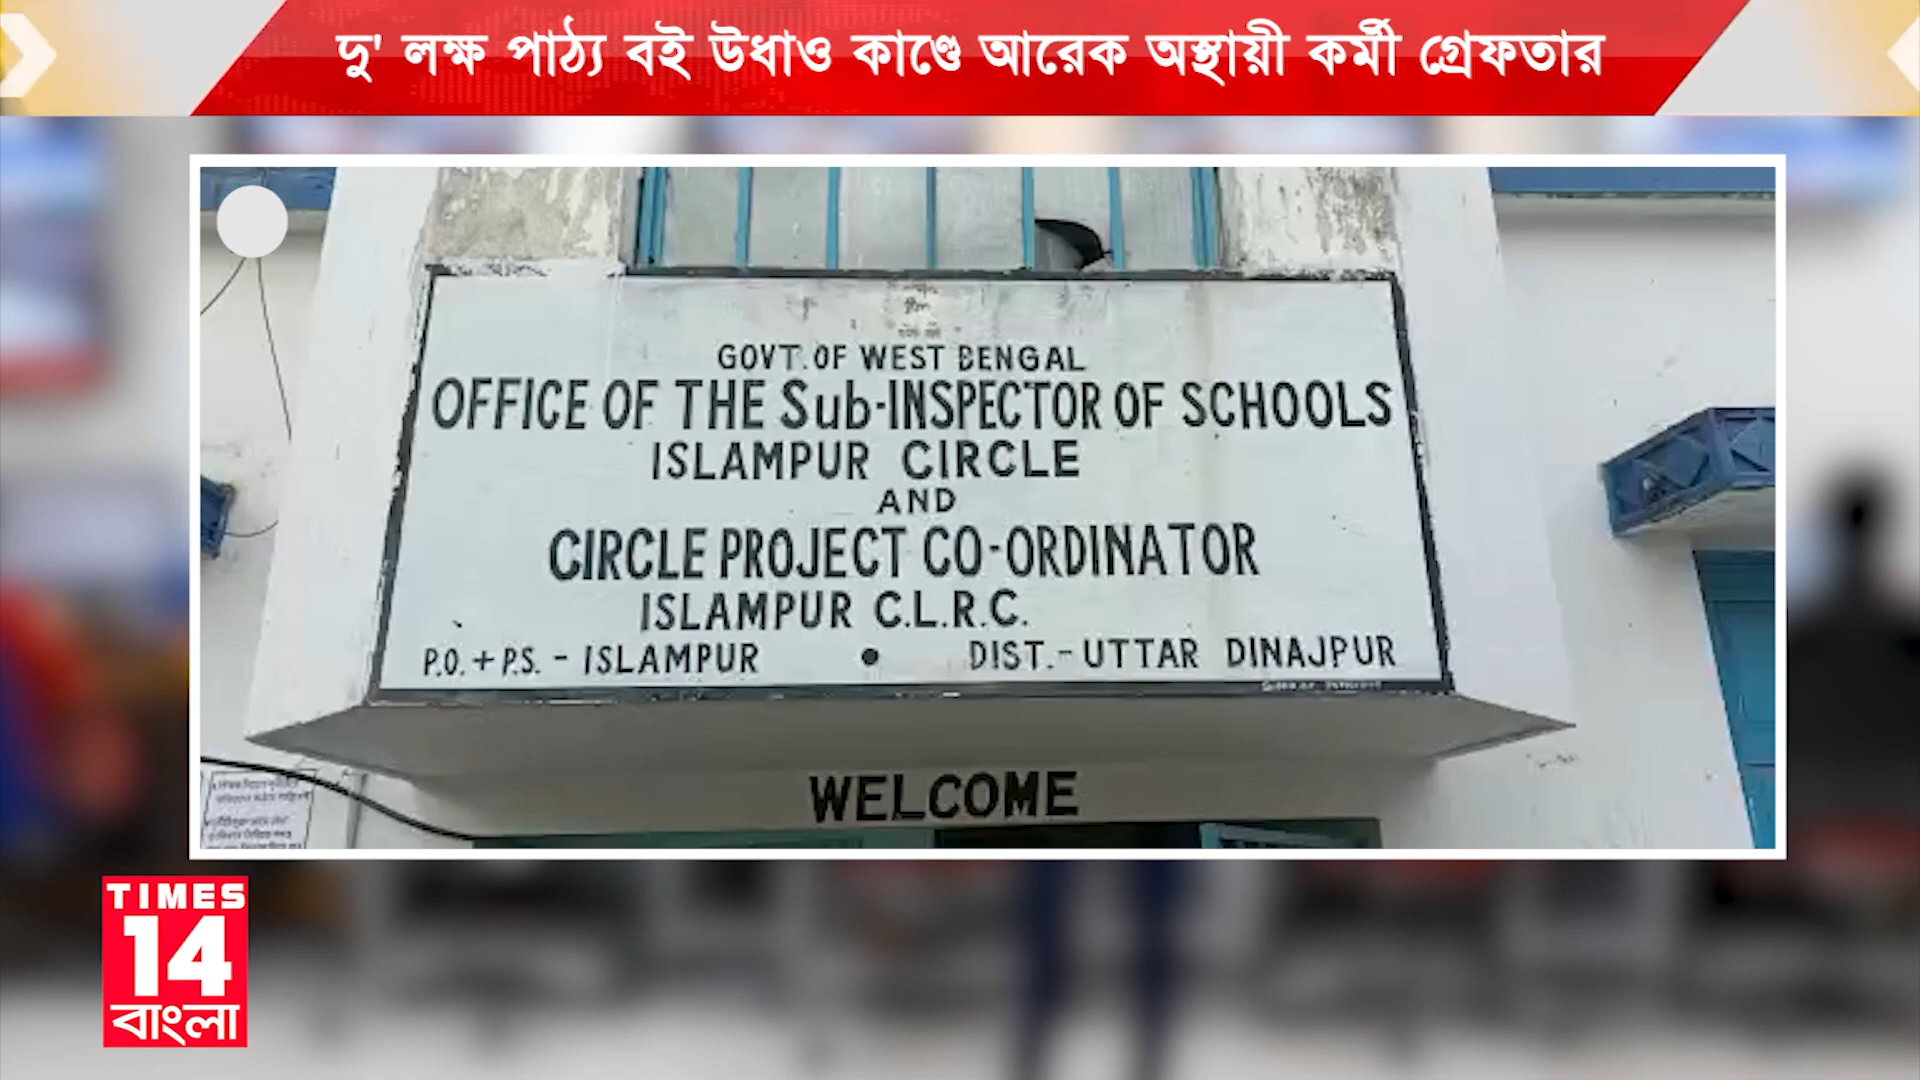 দু' লক্ষ পাঠ্য বই উধাও কাণ্ডে আরেক অস্থায়ী কর্মী গ্রেফতার
GOVT. OF WEST BENGAL
OFFICE OF THE Sub-INSPECTOR OF SCHOOLS
ISLAMPUR CIRCLE
AND
CIRCLE PROJECT CO-ORDINATOR
ISLAMPUR C.L.R.C.
P.O. + P.S. - ISLAMPUR • DIST.- UTTAR DINAJPUR
WELCOME
TIMES
14
বাংলা